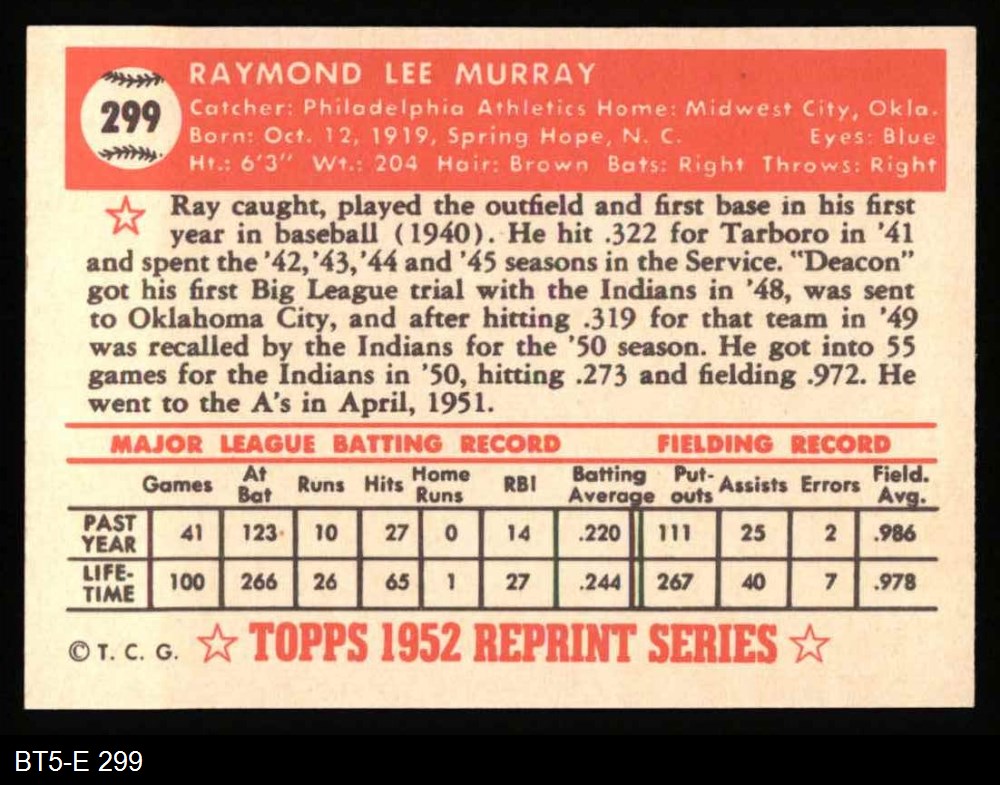 299
RAYMOND LEE MURRAY
Catcher: Philadelphia Athletics Home: Midwest City, Okla.
Born: Oct. 12, 1919, Spring Hope, N. C. Eyes: Blue
Ht.: 6'3" Wt.: 204 Hair: Brown Bats: Right Throws: Right
Ray caught, played the outfield and first base in his first
year in baseball (1940). He hit .322 for Tarboro in '41
and spent the '42, '43, '44 and '45 seasons in the Service. "Deacon"
got his first Big League trial with the Indians in '48, was sent
to Oklahoma City, and after hitting .319 for that team in '49
was recalled by the Indians for the '50 season. He got into 55
games for the Indians in '50, hitting .273 and fielding .972. He
went to the A's in April, 1951.
MAJOR LEAGUE BATTING RECORD FIELDING RECORD
Games At Bat Runs Hits Home Runs RBI Batting Average Put-outs Assists Errors Field. Avg.
PAST YEAR 41 123 10 27 0 14 .220 111 25 2 .986
LIFE-TIME 100 266 26 65 1 27 .244 267 40 7 .978
© T. C. G. ☆ TOPPS 1952 REPRINT SERIES ☆
BT5-E 299